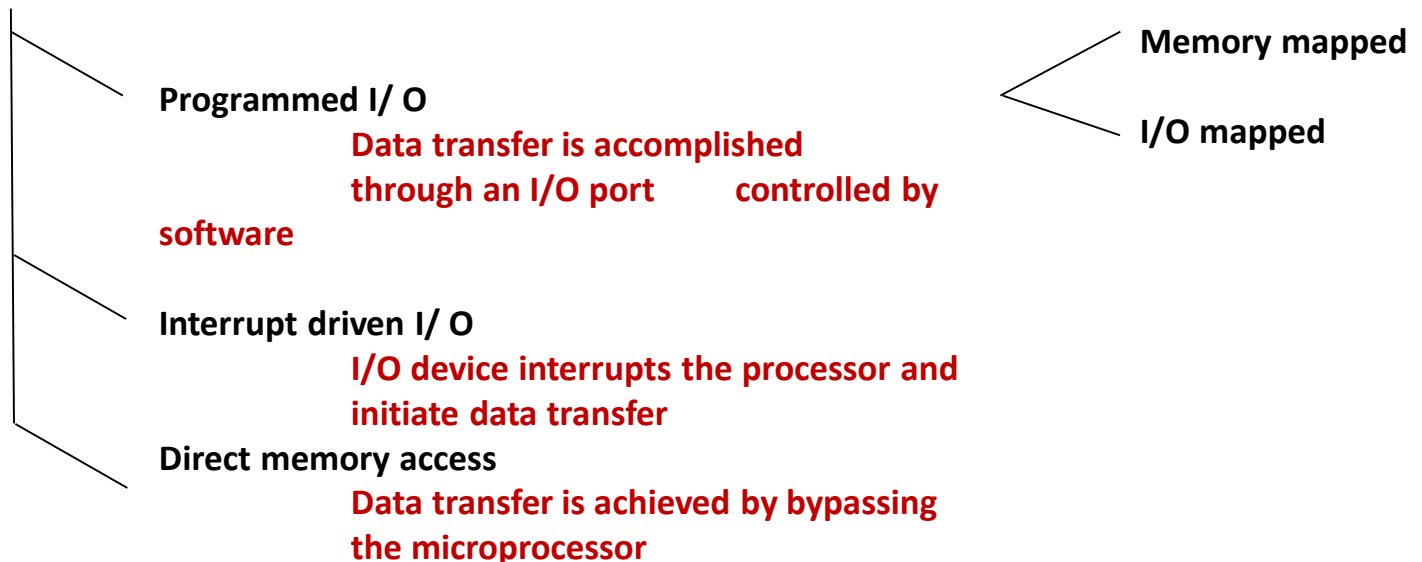 Memory mapped
Programmed I/ O
I/O mapped
Data transfer is accomplished
through an I/O port controlled by
software
Interrupt driven I/ O
I/O device interrupts the processor and
initiate data transfer
Direct memory access
Data transfer is achieved by bypassing
the microprocessor